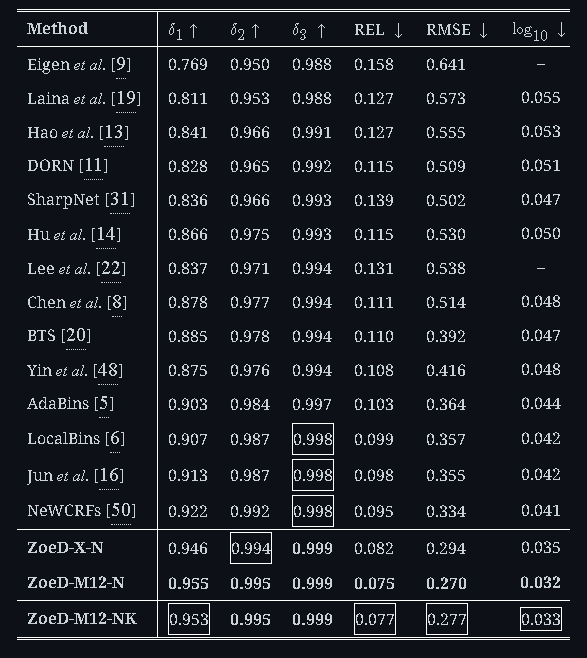 Method δ1 ↑ δ2 ↑ δ3 ↑ REL ↓ RMSE ↓ log10 ↓
Eigen et al. [9] 0.769 0.950 0.988 0.158 0.641 –
Laina et al. [19] 0.811 0.953 0.988 0.127 0.573 0.055
Hao et al. [13] 0.841 0.966 0.991 0.127 0.555 0.053
DORN [11] 0.828 0.965 0.992 0.115 0.509 0.051
SharpNet [31] 0.836 0.966 0.993 0.139 0.502 0.047
Hu et al. [14] 0.866 0.975 0.993 0.115 0.530 0.050
Lee et al. [22] 0.837 0.971 0.994 0.131 0.538 –
Chen et al. [8] 0.878 0.977 0.994 0.111 0.514 0.048
BTS [20] 0.885 0.978 0.994 0.110 0.392 0.047
Yin et al. [48] 0.875 0.976 0.994 0.108 0.416 0.048
AdaBins [5] 0.903 0.984 0.997 0.103 0.364 0.044
LocalBins [6] 0.907 0.987 0.998 0.099 0.357 0.042
Jun et al. [16] 0.913 0.987 0.998 0.098 0.355 0.042
NeWCRFs [50] 0.922 0.992 0.998 0.095 0.334 0.041
ZoeD-X-N 0.946 0.994 0.999 0.082 0.294 0.035
ZoeD-M12-N 0.955 0.995 0.999 0.075 0.270 0.032
ZoeD-M12-NK 0.953 0.995 0.999 0.077 0.277 0.033